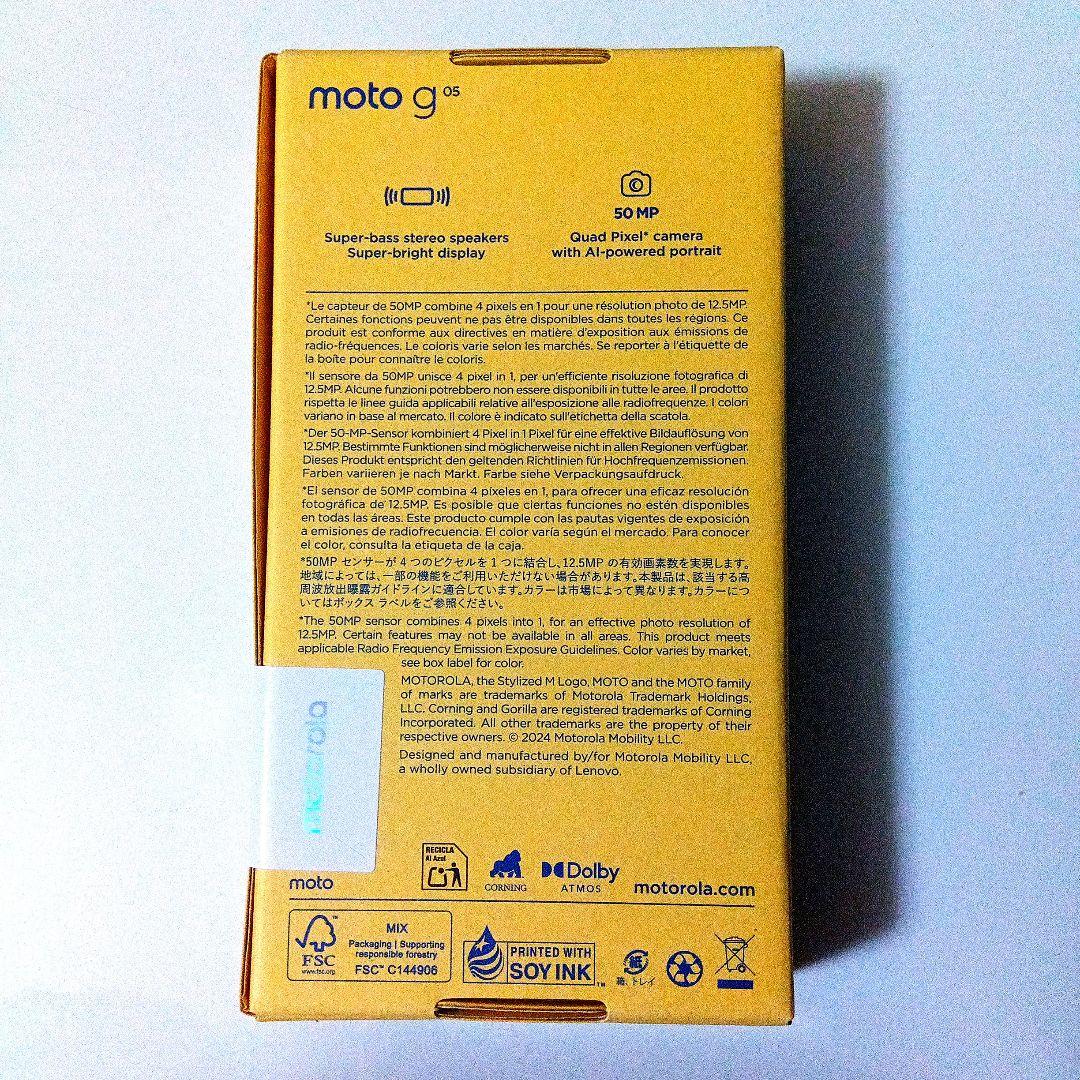 moto g 05
Super-bass stereo speakers
Super-bright display
50 MP
Quad Pixel* camera
with AI-powered portrait
*Le capteur de 50MP combine 4 pixels en 1 pour une résolution photo de 12.5MP.
Certaines fonctions peuvent ne pas être disponibles dans toutes les régions. Ce
produit est conforme aux directives en matière d'exposition aux émissions de
radio-fréquences. Le coloris varie selon les marchés. Se reporter à l'étiquette de
la boîte pour connaître le coloris.
*Il sensore da 50MP unisce 4 pixel in 1, per un'efficiente risoluzione fotografica di
12.5MP. Alcune funzioni potrebbero non essere disponibili in tutte le aree. Il prodotto
rispetta le linee guida applicabili relative all'esposizione alle radiofrequenze. I colori
variano in base al mercato. Il colore è indicato sull'etichetta della scatola.
*Der 50-MP-Sensor kombiniert 4 Pixel in 1 Pixel für eine effektive Bildauflösung von
12.5MP. Bestimmte Funktionen sind möglicherweise nicht in allen Regionen verfügbar.
Dieses Produkt entspricht den geltenden Richtlinien für Hochfrequenzemissionen.
Farben variieren je nach Markt. Farbe siehe Verpackungsaufdruck.
*El sensor de 50MP combina 4 píxeles en 1, para ofrecer una eficaz resolución
fotográfica de 12.5MP. Es posible que ciertas funciones no estén disponibles
en todas las áreas. Este producto cumple con las pautas vigentes de exposición
a emisiones de radiofrecuencia. El color varía según el mercado. Para conocer
el color, consulta la etiqueta de la caja.
*50MP センサーが 4 つのピクセルを 1 つに結合し、12.5MP の有効画素数を実現します。
地域によっては、一部の機能をご利用いただけない場合があります。本製品は、該当する高
周波放出曝露ガイドラインに適合しています。カラーは市場によって異なります。カラーにつ
いてはボックス ラベルをご参照ください。
*The 50MP sensor combines 4 pixels into 1, for an effective photo resolution of
12.5MP. Certain features may not be available in all areas. This product meets
applicable Radio Frequency Emission Exposure Guidelines. Color varies by market,
see box label for color.
MOTOROLA, the Stylized M Logo, MOTO and the MOTO family
of marks are trademarks of Motorola Trademark Holdings,
LLC. Corning and Gorilla are registered trademarks of Corning
Incorporated. All other trademarks are the property of their
respective owners. © 2024 Motorola Mobility LLC.
Designed and manufactured by/for Motorola Mobility LLC,
a wholly owned subsidiary of Lenovo.
motorola
RECICLA
Al Azul
CORNING
Dolby
ATMOS
moto
motorola.com
FSC™
www.fsc.org
MIX
Packaging | Supporting
responsible forestry
FSC™ C144906
PRINTED WITH
SOY INK™
紙
箱、トレイ